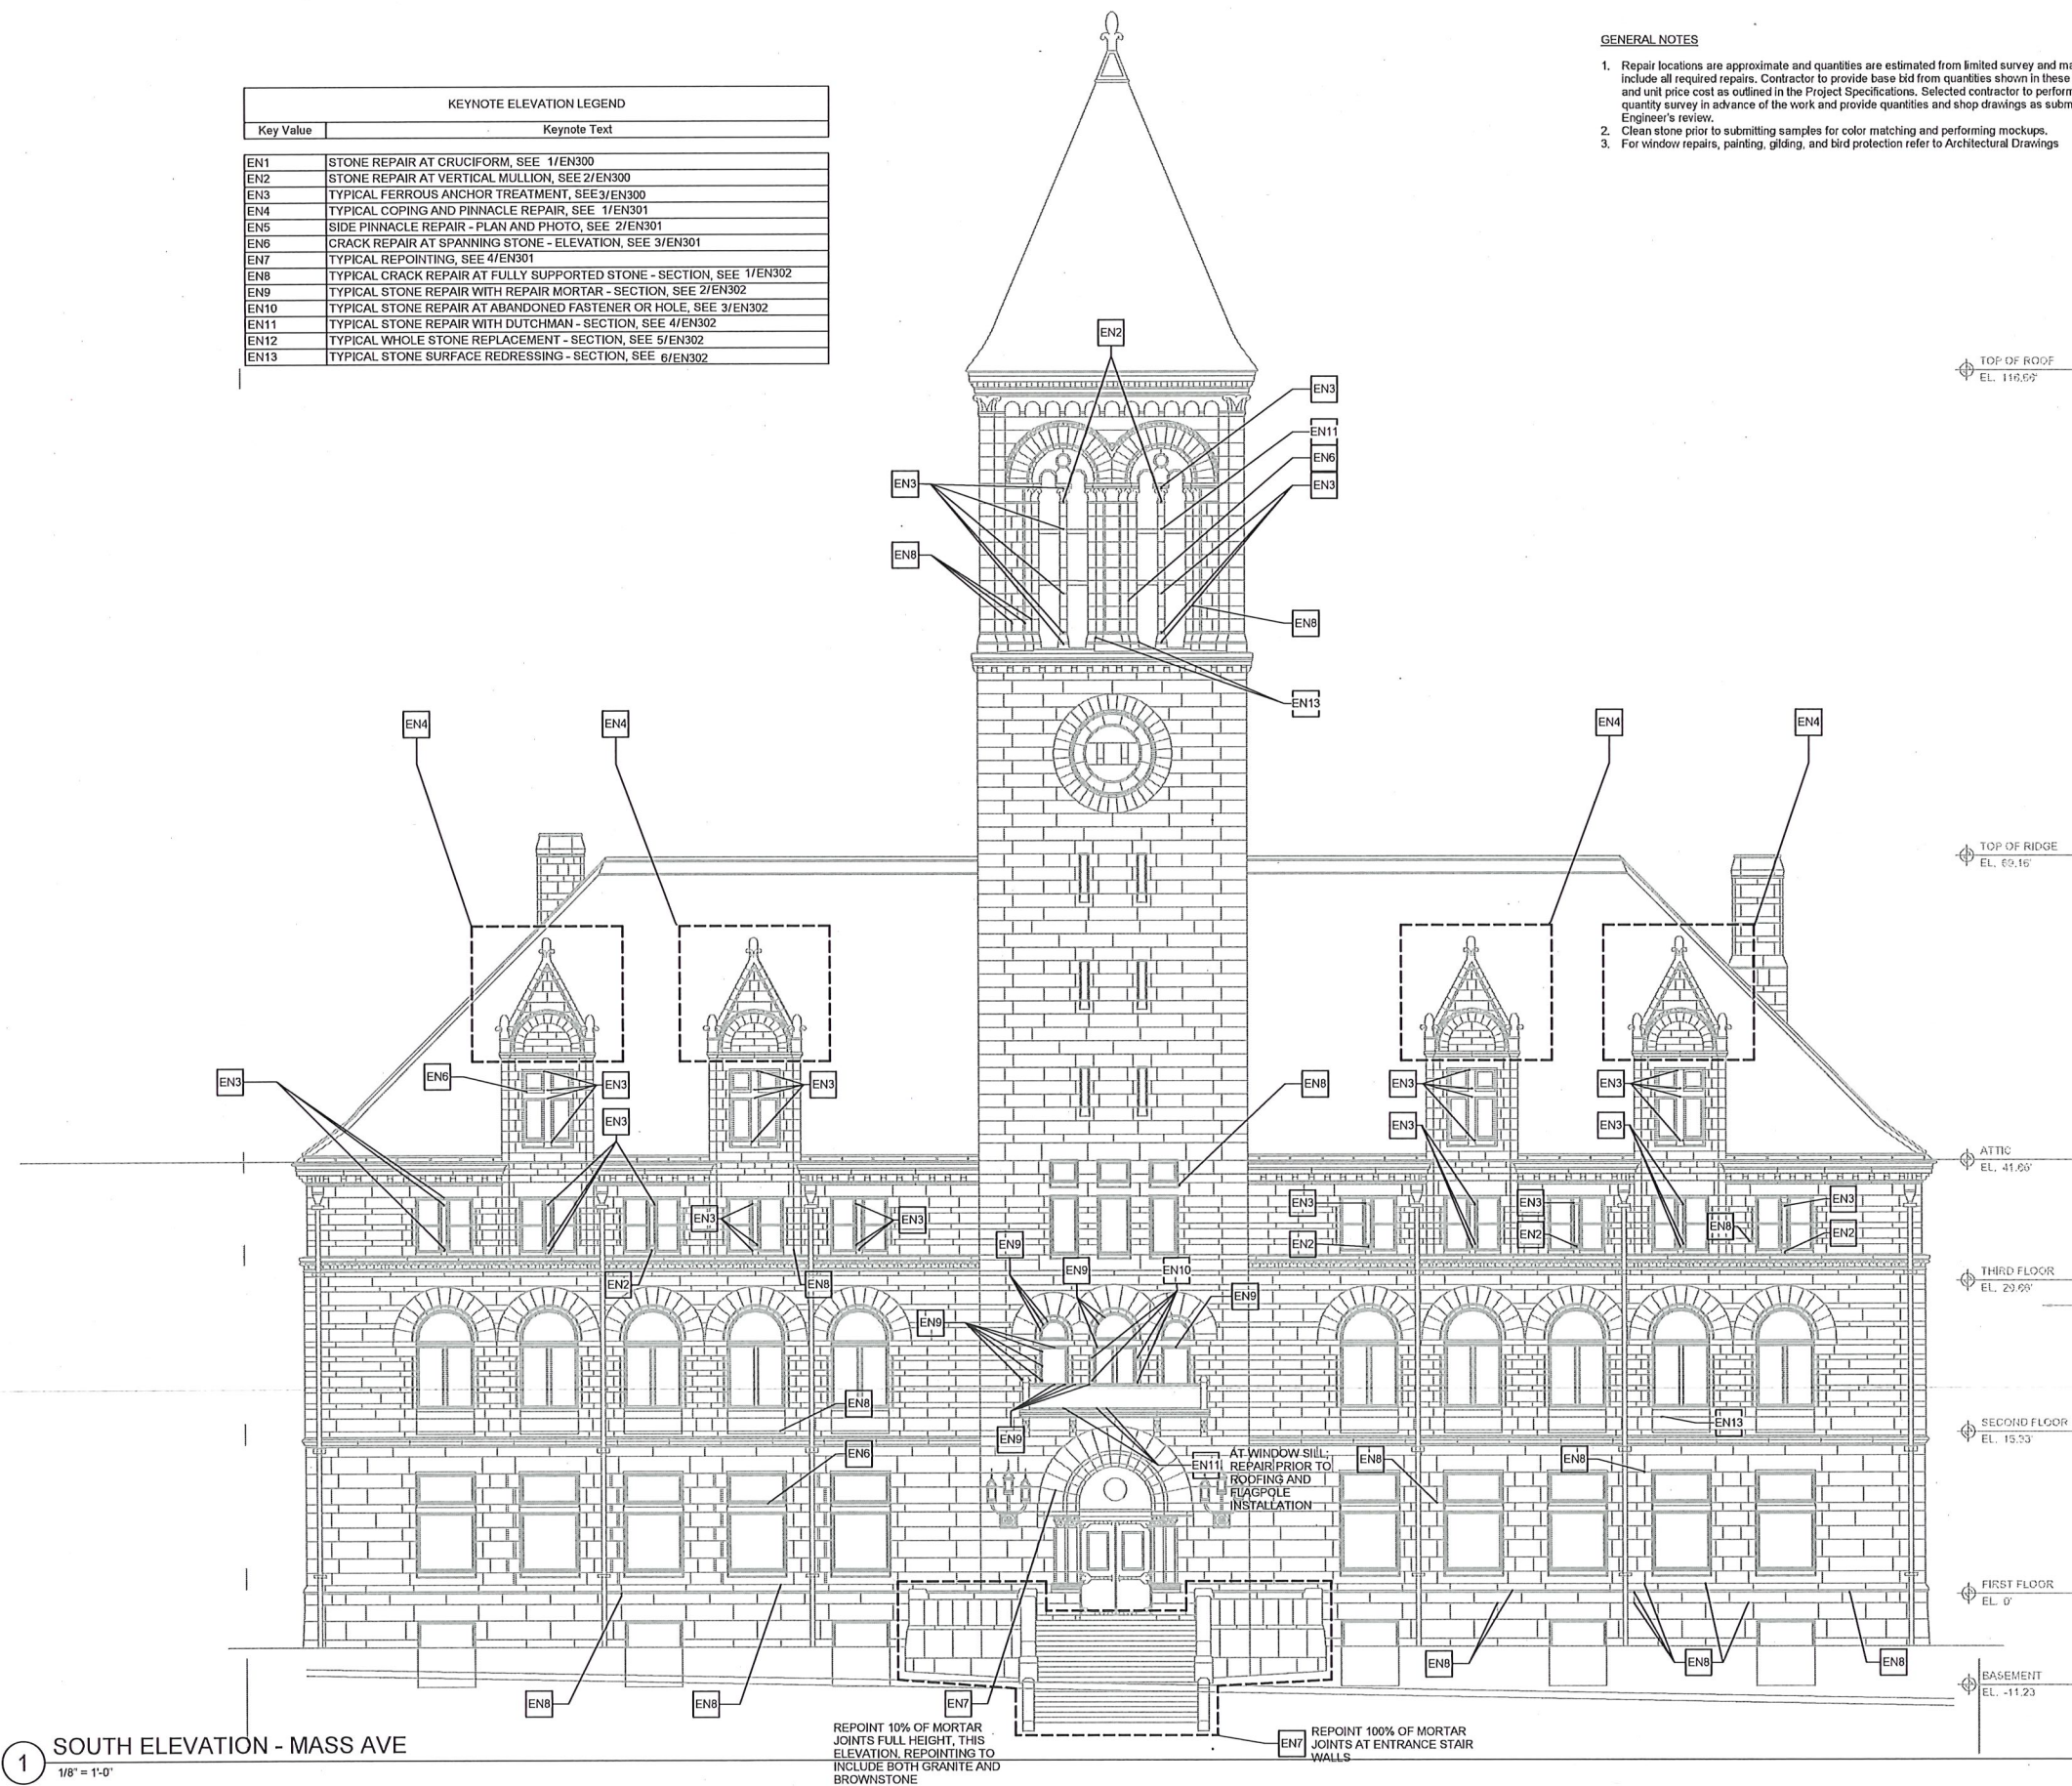 GENERAL NOTES
1. Repair locations are approximate and quantities are estimated from limited survey and
include all required repairs. Contractor to provide base bid from quantities shown in these
and unit price cost as outlined in the Project Specifications. Selected contractor to perform
quantity survey in advance of the work and provide quantities and shop drawings as
Engineer's review.
2. Clean stone prior to submitting samples for color matching and performing mockups.
3. For window repairs, painting, gilding, and bird protection refer to Architectural Drawings
KEYNOTE ELEVATION LEGEND
Key Value Keynote Text
EN1 STONE REPAIR AT CRUCIFORM, SEE 1/EN300
EN2 STONE REPAIR AT VERTICAL MULLION, SEE 2/EN300
EN3 TYPICAL FERROUS ANCHOR TREATMENT, SEE 3/EN300
EN4 TYPICAL COPING AND PINNACLE REPAIR, SEE 1/EN301
EN5 SIDE PINNACLE REPAIR - PLAN AND PHOTO, SEE 2/EN301
EN6 CRACK REPAIR AT SPANNING STONE - ELEVATION, SEE 3/EN301
EN7 TYPICAL REPOINTING, SEE 4/EN301
EN8 TYPICAL CRACK REPAIR AT FULLY SUPPORTED STONE - SECTION, SEE 1/EN302
EN9 TYPICAL STONE REPAIR WITH REPAIR MORTAR - SECTION, SEE 2/EN302
EN10 TYPICAL STONE REPAIR AT ABANDONED FASTENER OR HOLE, SEE 3/EN302
EN11 TYPICAL STONE REPAIR WITH DUTCHMAN - SECTION, SEE 4/EN302
EN12 TYPICAL WHOLE STONE REPLACEMENT - SECTION, SEE 5/EN302
EN13 TYPICAL STONE SURFACE REDRESSING - SECTION, SEE 6/EN302
EN2
TOP OF ROOF
EL. 116.66'
EN3
EN11
EN6
EN3
EN3
EN8
EN8
EN13
EN4
EN4
EN4
EN4
TOP OF RIDGE
EL. 69.16'
EN3
EN6
EN3
EN3
EN8
EN3
EN3
EN3
EN3
EN3
ATTIC
EL. 41.66'
EN3
EN3
EN3
EN3
EN3
EN8
EN2
EN2
EN2
EN9
EN9
EN10
THIRD FLOOR
EL. 29.66'
EN2
EN8
EN9
EN9
EN8
EN13
SECOND FLOOR
EL. 15.93'
EN9
EN6
EN11
AT WINDOW SILL;
REPAIR PRIOR TO
ROOFING AND
FLAGPOLE
INSTALLATION
EN8
EN8
FIRST FLOOR
EL. 0'
EN8
EN8
EN8
BASEMENT
EL. -11.23
EN8
EN8
EN7
REPOINT 10% OF MORTAR
JOINTS FULL HEIGHT, THIS
ELEVATION, REPOINTING TO
INCLUDE BOTH GRANITE AND
BROWNSTONE
EN7
REPOINT 100% OF MORTAR
JOINTS AT ENTRANCE STAIR
WALLS
1 SOUTH ELEVATION - MASS AVE
1/8" = 1'-0"